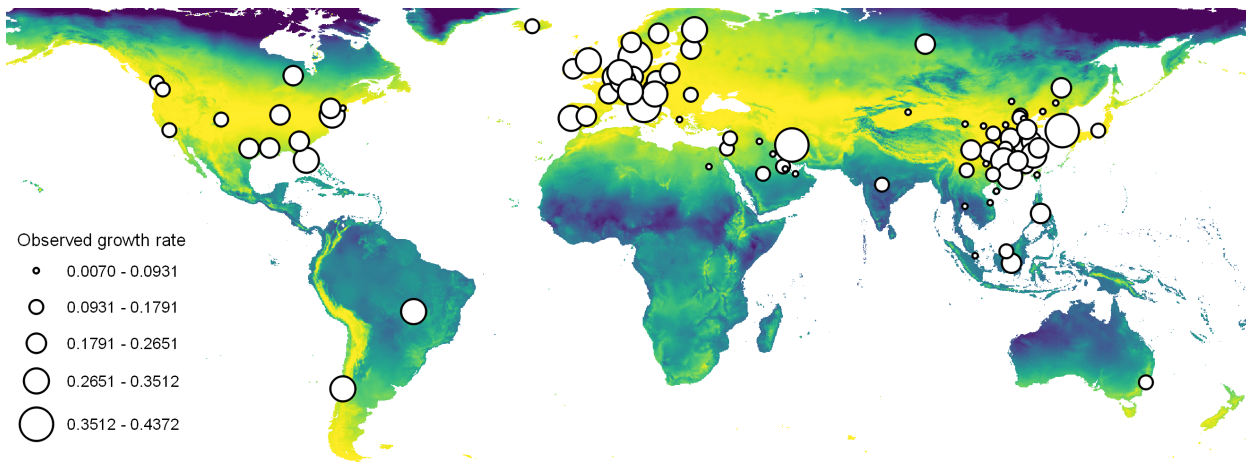 Observed growth rate
0.0070 - 0.0931
0.0931 - 0.1791
0.1791 - 0.2651
0.2651 - 0.3512
0.3512 - 0.4372